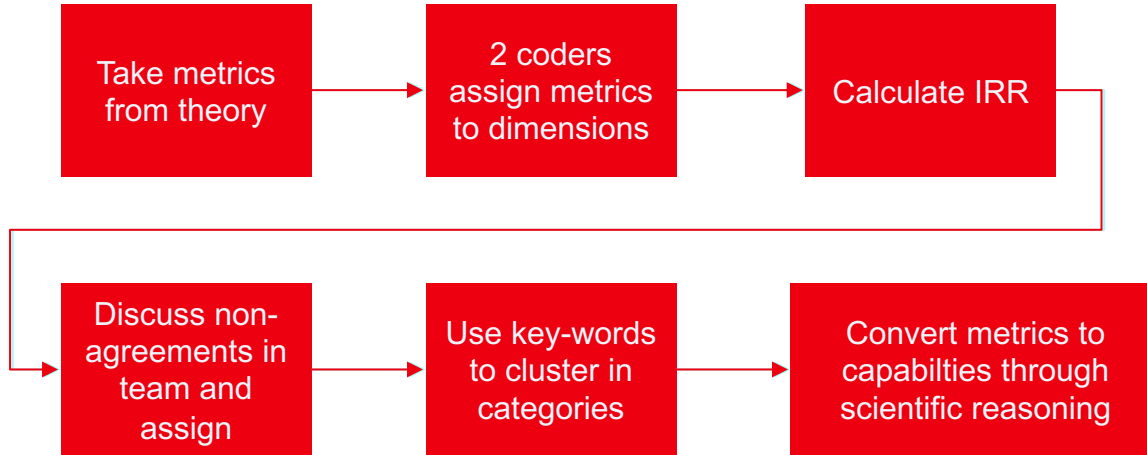 Take metrics
from theory
2 coders
assign metrics
to dimensions
Calculate IRR
Discuss non-
agreements in
team and
assign
Use key-words
to cluster in
categories
Convert metrics to
capabilties through
scientific reasoning